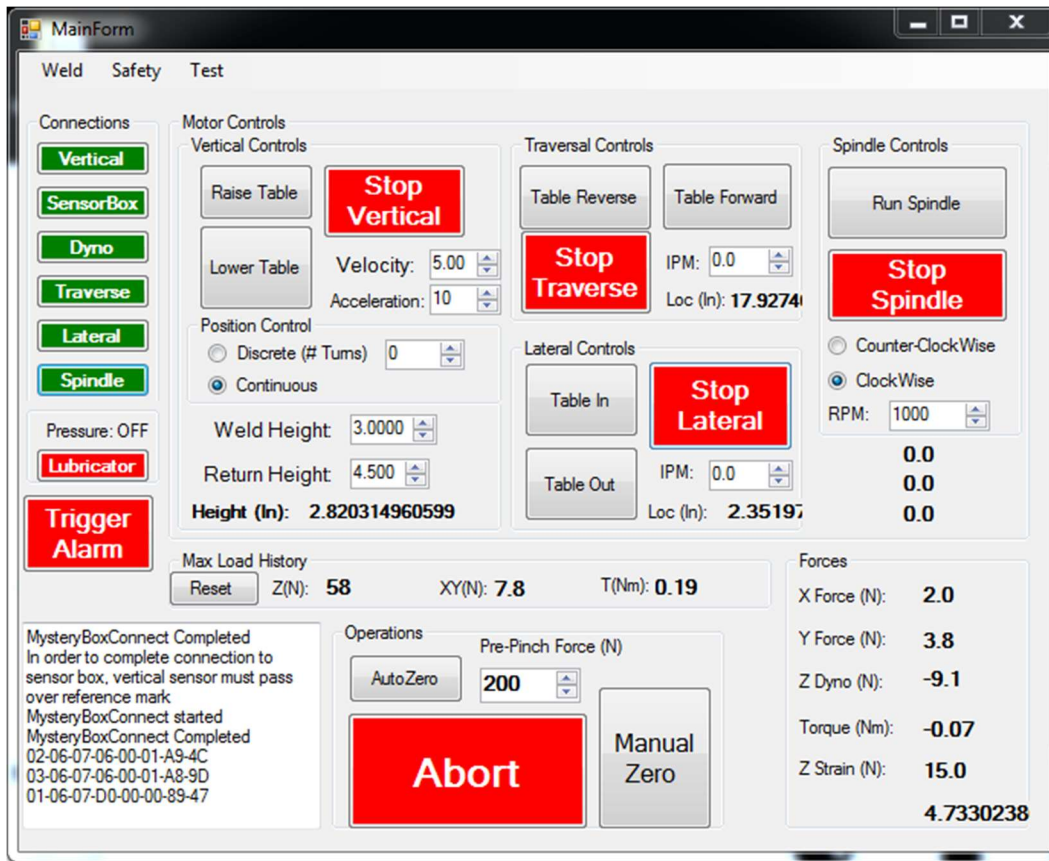 MainForm
Weld Safety Test
Connections
Vertical
SensorBox
Dyno
Traverse
Lateral
Spindle
Pressure: OFF
Lubricator
Trigger
Alarm
Motor Controls
Vertical Controls
Raise Table
Stop
Vertical
Lower Table
Velocity: 5.00
Acceleration: 10
Position Control
Discrete (# Turns) 0
Continuous
Weld Height 3.0000
Return Height 4.500
Height (In): 2.820314960599
Traversal Controls
Table Reverse
Table Forward
Stop
Traverse
IPM: 0.0
Loc (In): 17.9274
Lateral Controls
Table In
Stop
Lateral
Table Out
IPM: 0.0
Loc (In): 2.35197
Spindle Controls
Run Spindle
Stop
Spindle
Counter-ClockWise
ClockWise
RPM: 1000
0.0
0.0
0.0
Max Load History
Reset Z(N): 58 XY(N): 7.8 T(Nm): 0.19
MysteryBoxConnect Completed
In order to complete connection to
sensor box, vertical sensor must pass
over reference mark
MysteryBoxConnect started
MysteryBoxConnect Completed
02-06-07-06-00-01-A9-4C
03-06-07-06-00-01-A8-9D
01-06-07-D0-00-00-89-47
Operations
AutoZero
Pre-Pinch Force (N)
200
Abort
Manual
Zero
Forces
X Force (N): 2.0
Y Force (N): 3.8
Z Dyno (N): -9.1
Torque (Nm): -0.07
Z Strain (N): 15.0
4.7330238